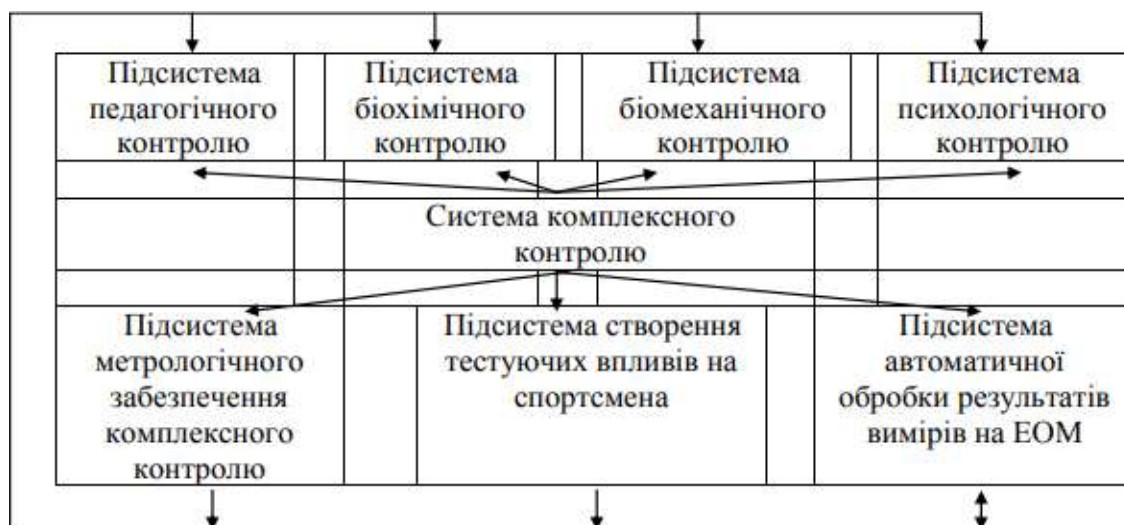 Підсистема
педагогічного
контролю
Підсистема
біохімічного
контролю
Підсистема
біомеханічного
контролю
Підсистема
психологічного
контролю
Система комплексного
контролю
Підсистема
метрологічного
забезпечення
комплексного
контролю
Підсистема створення
тестуючих впливів на
спортсмена
Підсистема
автоматичної
обробки результатів
вимірів на ЕОМ